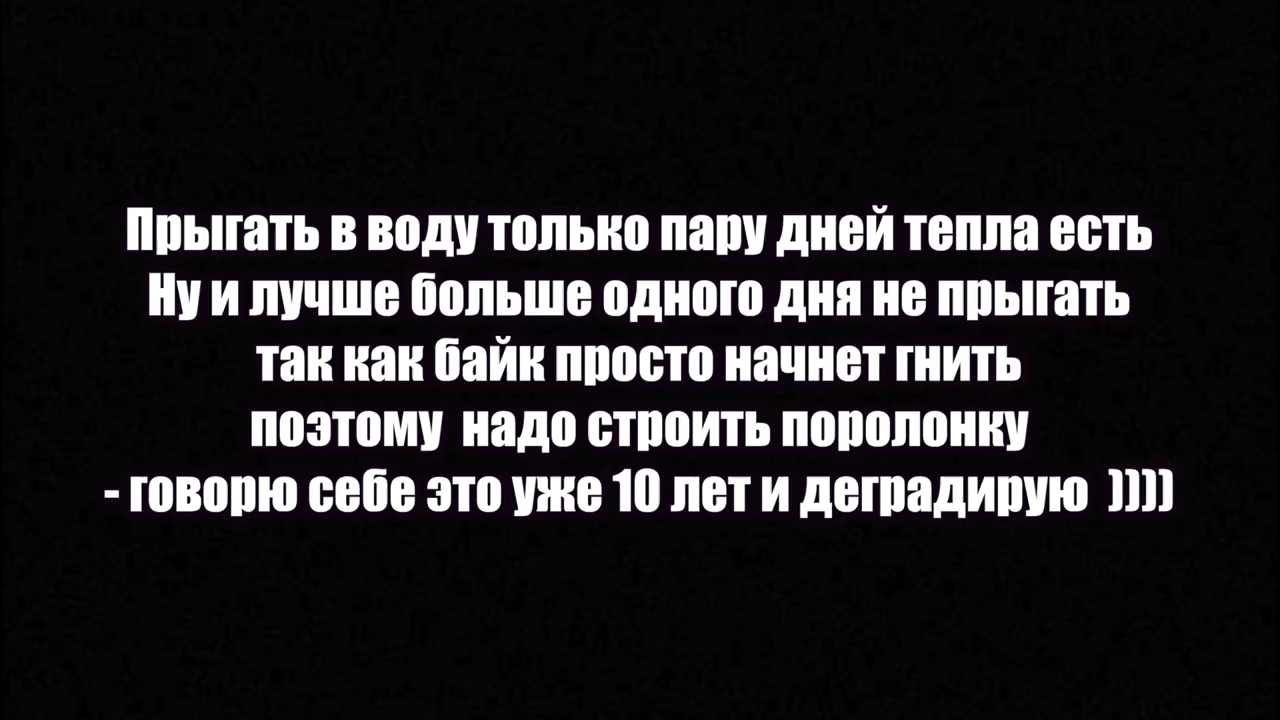 Прыгать в воду только пару дней тепла есть
Ну и лучше больше одного дня не прыгать
так как байк просто начнет гнить
поэтому  надо строить поролонку
- говорю себе это уже 10 лет и деградирую  ))))